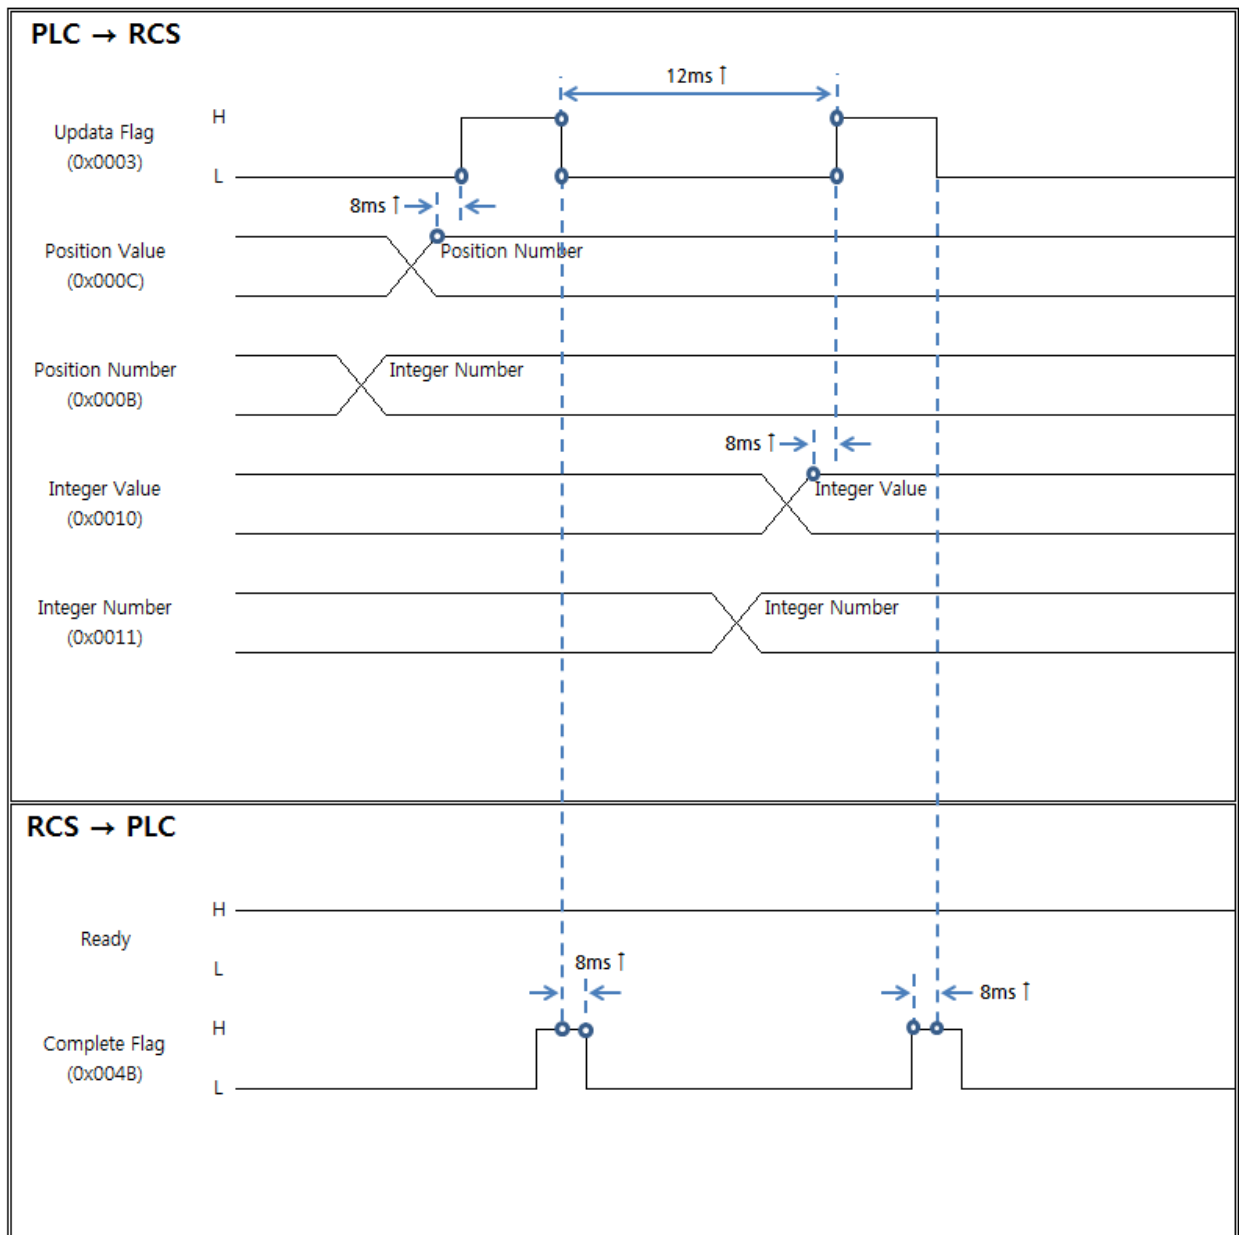 PLC → RCS
12ms ↑
H
Updata Flag
(0x0003)
L
8ms ↑
Position Value
(0x000C)
Position Number
Position Number
(0x000B)
Integer Number
8ms ↑
Integer Value
(0x0010)
Integer Value
Integer Number
(0x0011)
Integer Number
RCS → PLC
H
Ready
L
8ms ↑
8ms ↑
H
Complete Flag
(0x004B)
L